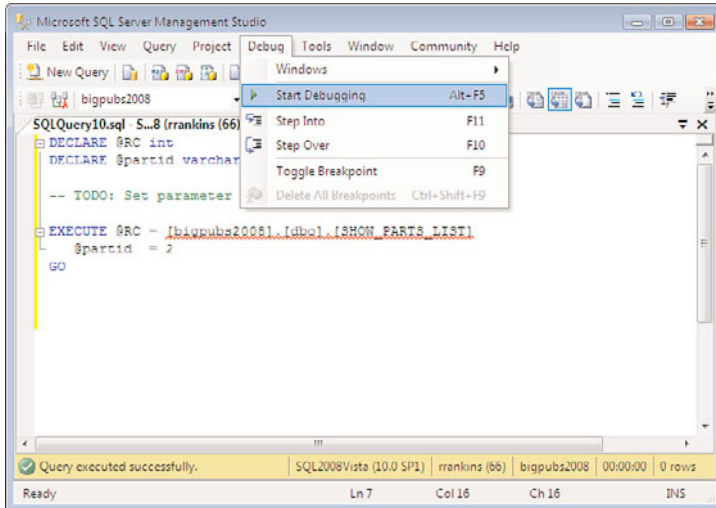 Microsoft SQL Server Management Studio
File Edit View Query Project Debug Tools Window Community Help
New Query
Windows
bigpubs2008
Start Debugging Alt+F5
SQLQuery10.sql - S...8 (rrankins (66)
Step Into F11
DECLARE @RC int
Step Over F10
DECLARE @partid varchar
Toggle Breakpoint F9
-- TODO: Set parameter
Delete All Breakpoints Ctrl+Shift+F9
EXECUTE @RC = [bigpubs2008].[dbo].[SHOW_PARTS_LIST]
@partid = 2
GO
Query executed successfully. SQL2008Vista (10.0 SP1) rrankins (66) bigpubs2008 00:00:00 0 rows
Ready Ln 7 Col 16 Ch 16 INS